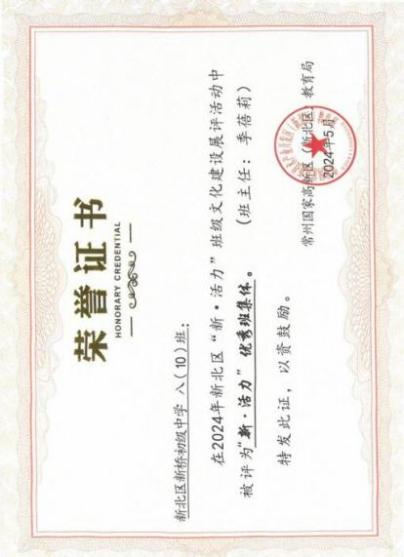 荣誉证书
HONORARY CREDENTIAL
新北区新桥初级中学 八(10)班:
在2024年新北区“新·活力”班级文化建设展评活动中
被评为“新·活力”优秀班集体。 (班主任: 季蓓莉)
特发此证, 以资鼓励。
常州国家高新区(新北区)教育局
2024年5月